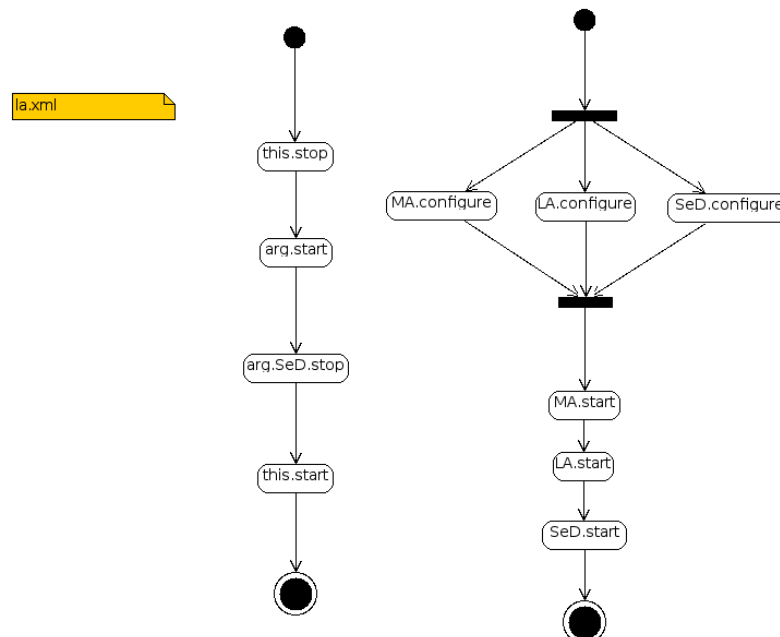 la.xml
this.stop
arg.start
arg.SeD.stop
this.start
MA.configure
LA.configure
SeD.configure
MA.start
LA.start
SeD.start